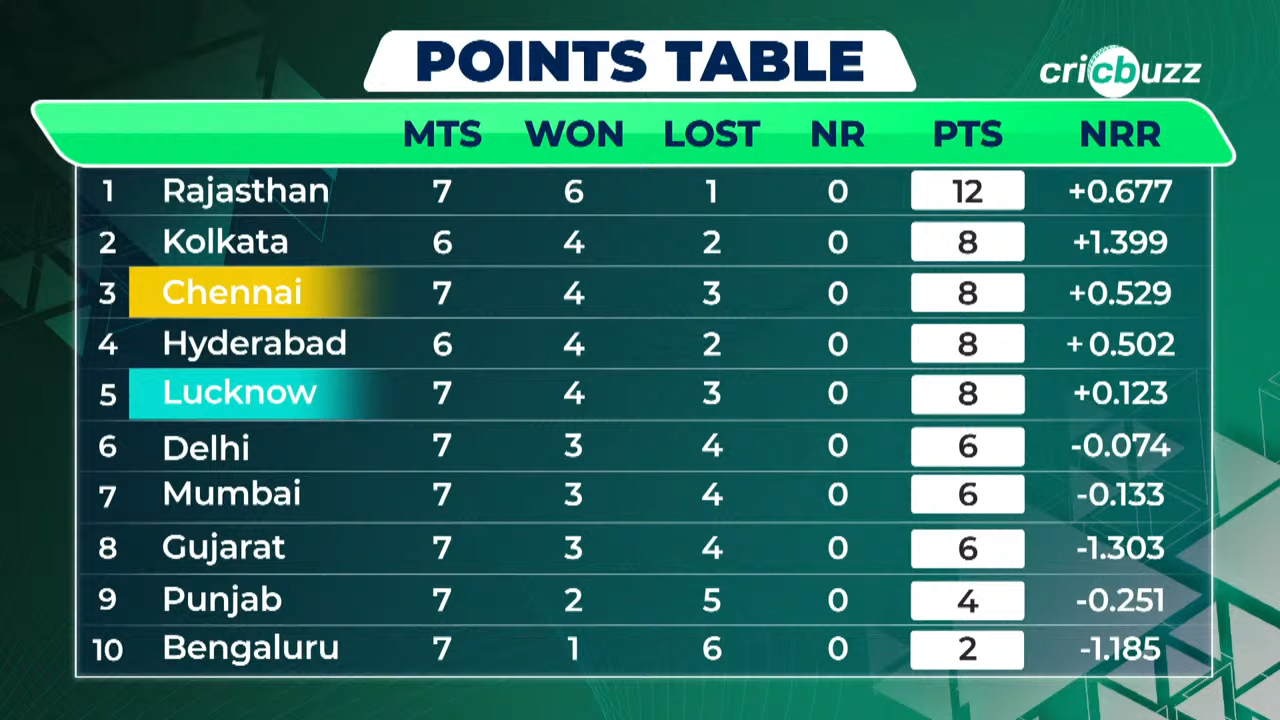 POINTS TABLE
cricbuzz
MTS WON LOST NR PTS NRR
1 Rajasthan 7 6 1 0 12 +0.677
2 Kolkata 6 4 2 0 8 +1.399
3 Chennai 7 4 3 0 8 +0.529
4 Hyderabad 6 4 2 0 8 +0.502
5 Lucknow 7 4 3 0 8 +0.123
6 Delhi 7 3 4 0 6 -0.074
7 Mumbai 7 3 4 0 6 -0.133
8 Gujarat 7 3 4 0 6 -1.303
9 Punjab 7 2 5 0 4 -0.251
10 Bengaluru 7 1 6 0 2 -1.185